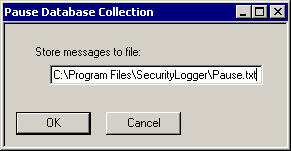 Pause Database Collection
Store messages to file:
C:\Program Files\SecurityLogger\Pause.txt
OK
Cancel